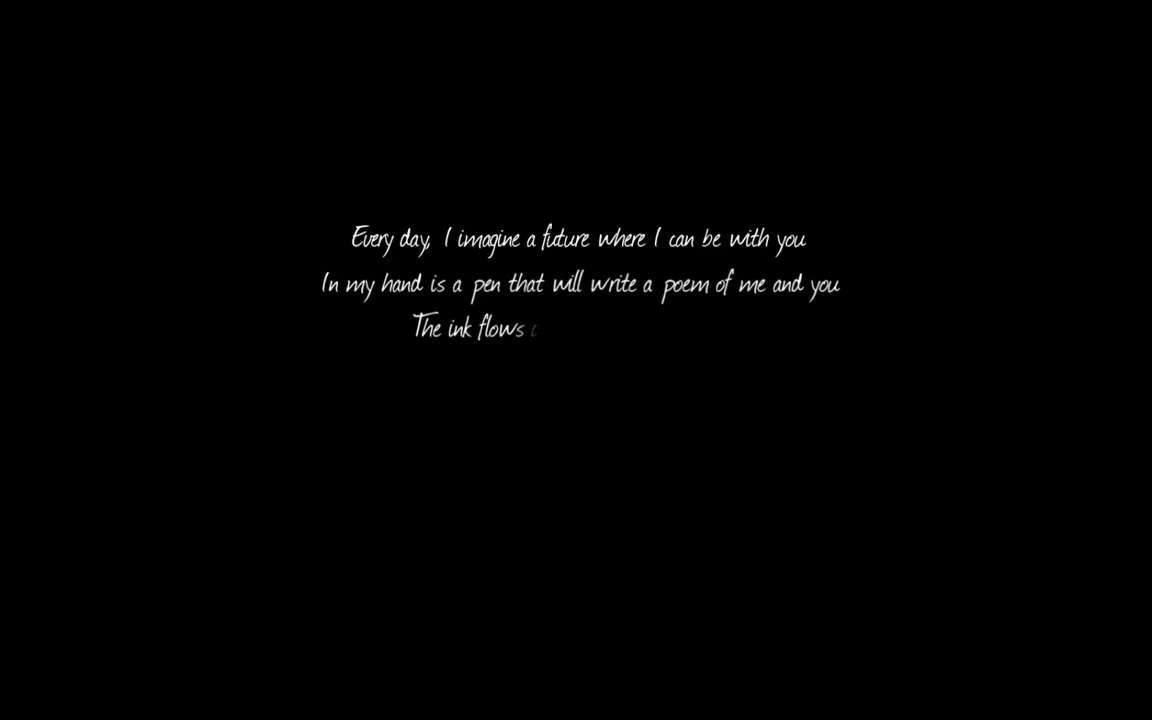 Every day, I imagine a future where I can be with you
In my hand is a pen that will write a poem of me and you
The ink flows